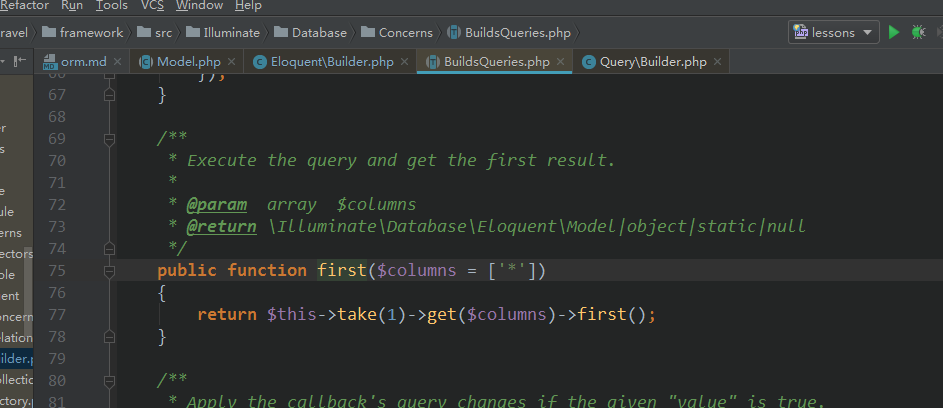 Refactor Run Tools VCS Window Help
ravel framework src Illuminate Database Concerns BuildsQueries.php lessons
orm.md Model.php Eloquent\Builder.php BuildsQueries.php Query\Builder.php
66 });
67 }
68
69 /**
70 * Execute the query and get the first result.
71 *
72 * @param array $columns
73 * @return \Illuminate\Database\Eloquent\Model|object|static|null
74 */
75 public function first($columns = ['*'])
76 {
77 return $this->take(1)->get($columns)->first();
78 }
79
80 /**
81 * Apply the callback's query changes if the given "value" is true.
er
s
e
ule
erns
ectors
ble
ent
oncern
elation
uilder.p
ollectic
ctory.p